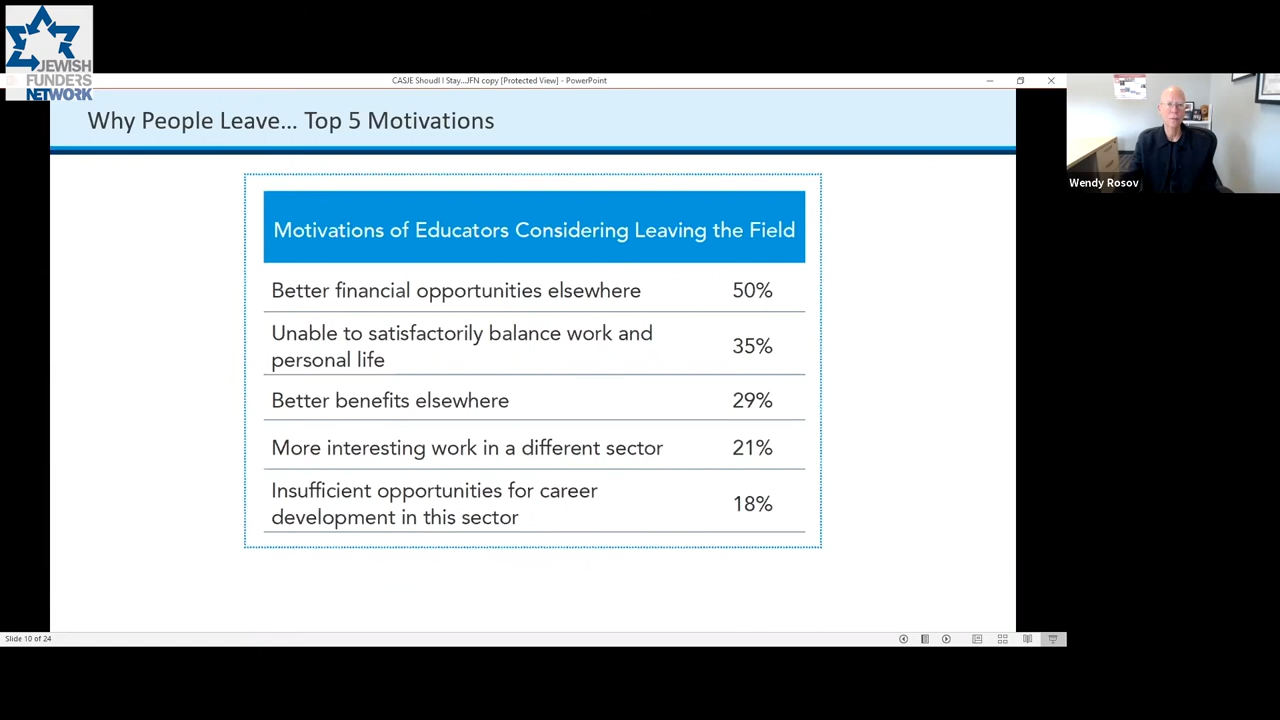 JEWISH
FUNDERS
NETWORK
CASJE Shoudl I Stay...JFN copy [Protected View] - PowerPoint
Why People Leave... Top 5 Motivations
Wendy Rosov
Motivations of Educators Considering Leaving the Field
Better financial opportunities elsewhere 50%
Unable to satisfactorily balance work and
personal life 35%
Better benefits elsewhere 29%
More interesting work in a different sector 21%
Insufficient opportunities for career
development in this sector 18%
Slide 10 of 24